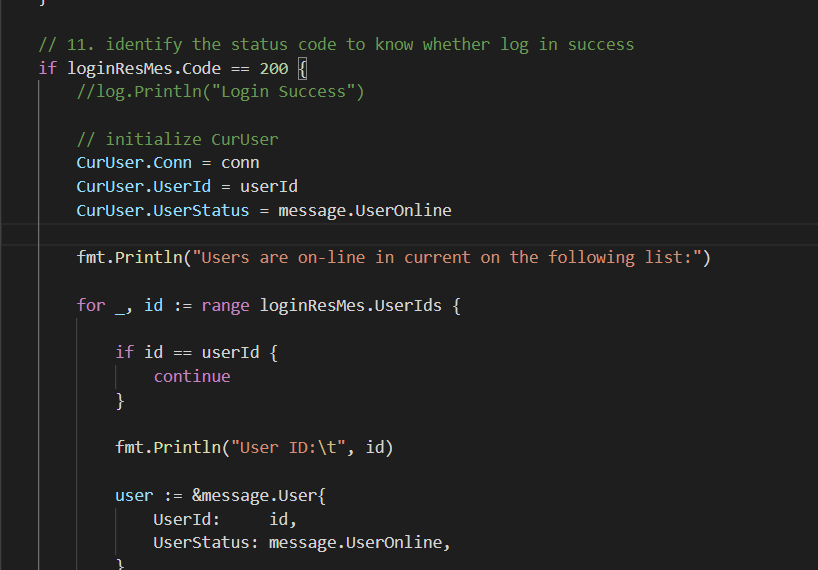 }
// 11. identify the status code to know whether log in success
if loginResMes.Code == 200 {
//log.Println("Login Success")
// initialize CurUser
CurUser.Conn = conn
CurUser.UserId = userId
CurUser.UserStatus = message.UserOnline
fmt.Println("Users are on-line in current on the following list:")
for _, id := range loginResMes.UserIds {
if id == userId {
continue
}
fmt.Println("User ID:\t", id)
user := &message.User{
UserId:     id,
UserStatus: message.UserOnline,
}